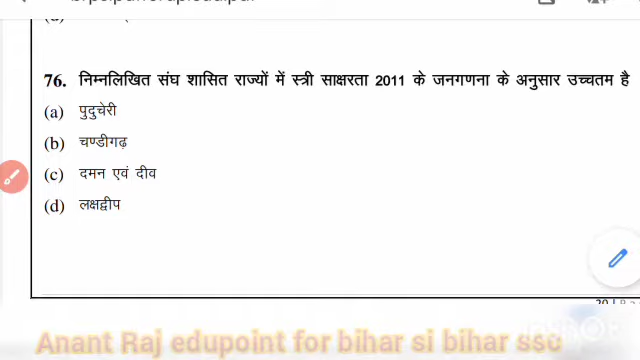 76. निम्नलिखित संघ शासित राज्यों में स्त्री साक्षरता 2011 के जनगणना के अनुसार उच्चतम है
(a) पुदुचेरी
(b) चण्डीगढ़
(c) दमन एवं दीव
(d) लक्षद्वीप
Anant Raj edupoint for bihar si bihar ssc